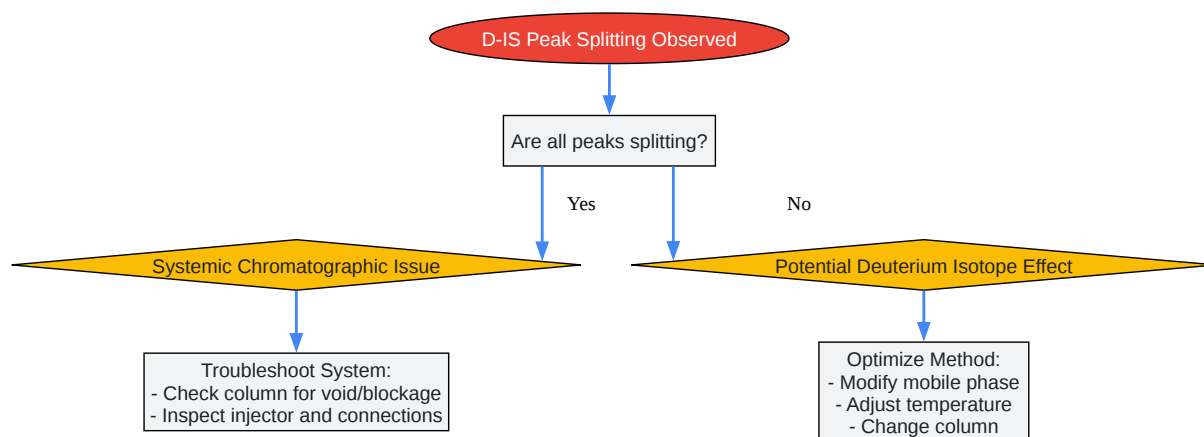 D-IS Peak Splitting Observed
Are all peaks splitting?
Yes
No
Systemic Chromatographic Issue
Potential Deuterium Isotope Effect
Troubleshoot System:
- Check column for void/blockage
- Inspect injector and connections
Optimize Method:
- Modify mobile phase
- Adjust temperature
- Change column